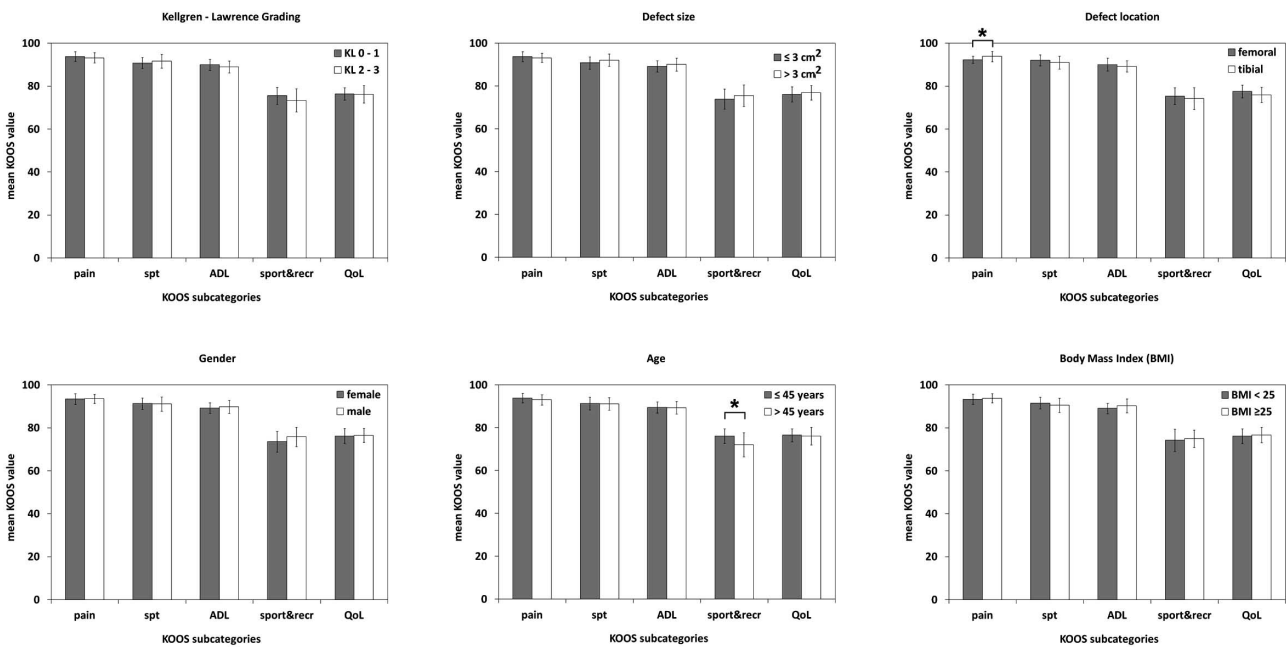 Kellgren - Lawrence Grading
100
80
60
40
20
0
mean KOOS value
KL 0 - 1
KL 2 - 3
pain spt ADL sport&recr QoL
KOOS subcategories
Defect size
100
80
60
40
20
0
mean KOOS value
≤ 3 cm²
> 3 cm²
pain spt ADL sport&recr QoL
KOOS subcategories
Defect location
100
80
60
40
20
0
mean KOOS value
*
femoral
tibial
pain spt ADL sport&recr QoL
KOOS subcategories
Gender
100
80
60
40
20
0
mean KOOS value
female
male
pain spt ADL sport&recr QoL
KOOS subcategories
Age
100
80
60
40
20
0
mean KOOS value
≤ 45 years
> 45 years
*
pain spt ADL sport&recr QoL
KOOS subcategories
Body Mass Index (BMI)
100
80
60
40
20
0
mean KOOS value
BMI < 25
BMI ≥25
pain spt ADL sport&recr QoL
KOOS subcategories